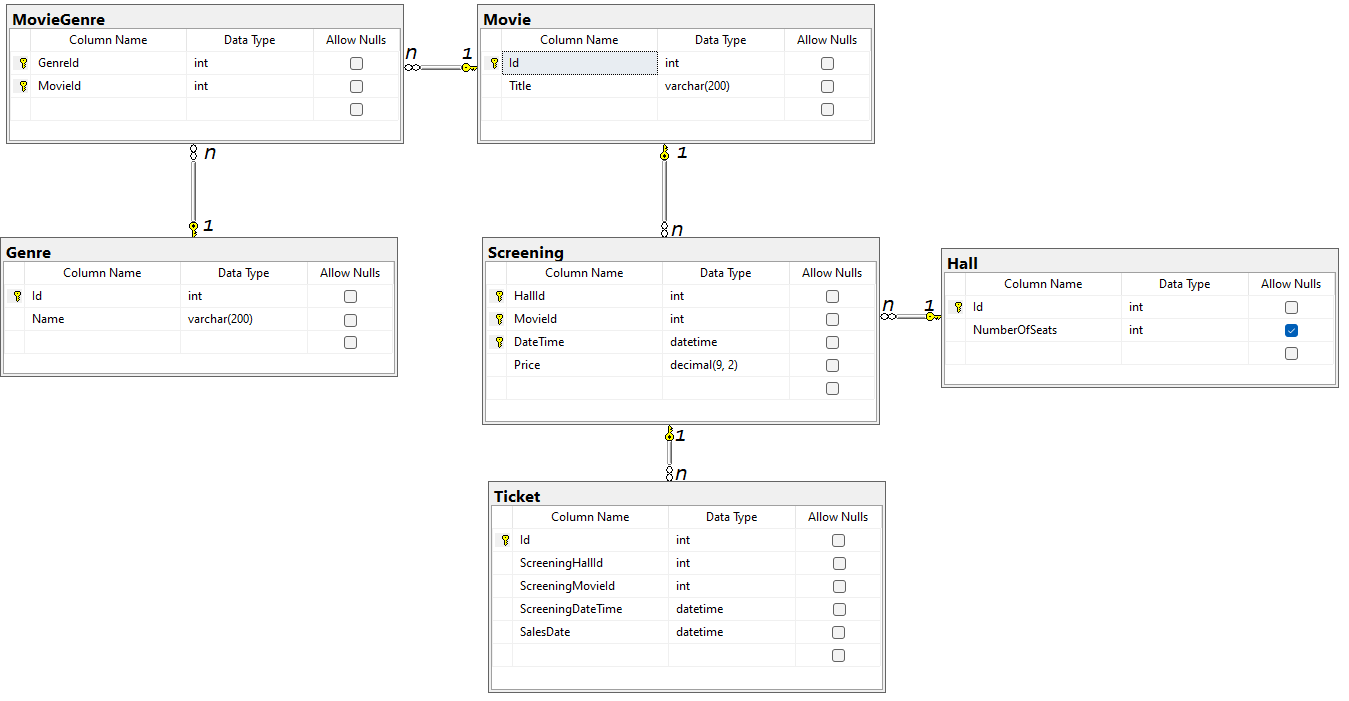 MovieGenre
Column Name Data Type Allow Nulls
GenreId int
MovieId int
n 1
Movie
Column Name Data Type Allow Nulls
Id int
Title varchar(200)
n
1
1
n
Genre
Column Name Data Type Allow Nulls
Id int
Name varchar(200)
Screening
Column Name Data Type Allow Nulls
HallId int
MovieId int
DateTime datetime
Price decimal(9, 2)
n 1
Hall
Column Name Data Type Allow Nulls
Id int
NumberOfSeats int
1
n
Ticket
Column Name Data Type Allow Nulls
Id int
ScreeningHallId int
ScreeningMovieId int
ScreeningDateTime datetime
SalesDate datetime